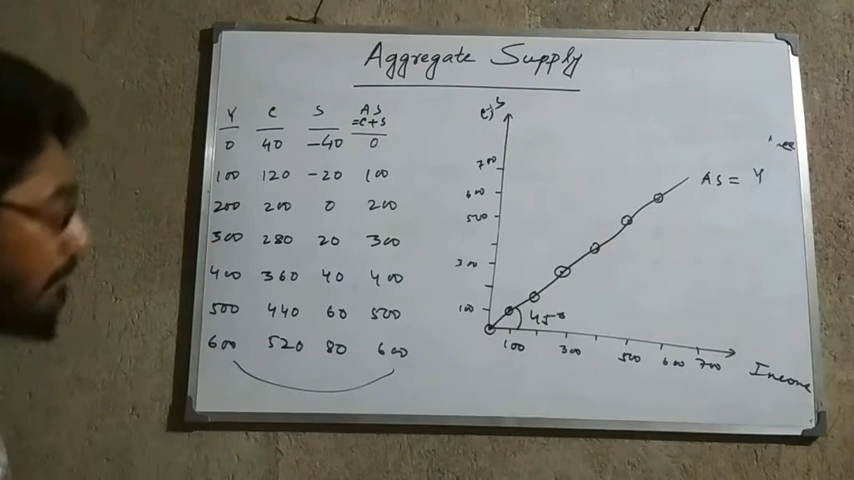 Aggregate Supply
Y C S AS
=C+S
0 40 -40 0
100 120 -20 100
200 200 0 200
300 280 20 300
400 360 40 400
500 440 60 500
600 520 80 600
700
600
500
300
100
AS = Y
45°
100 300 500 600 700
Income